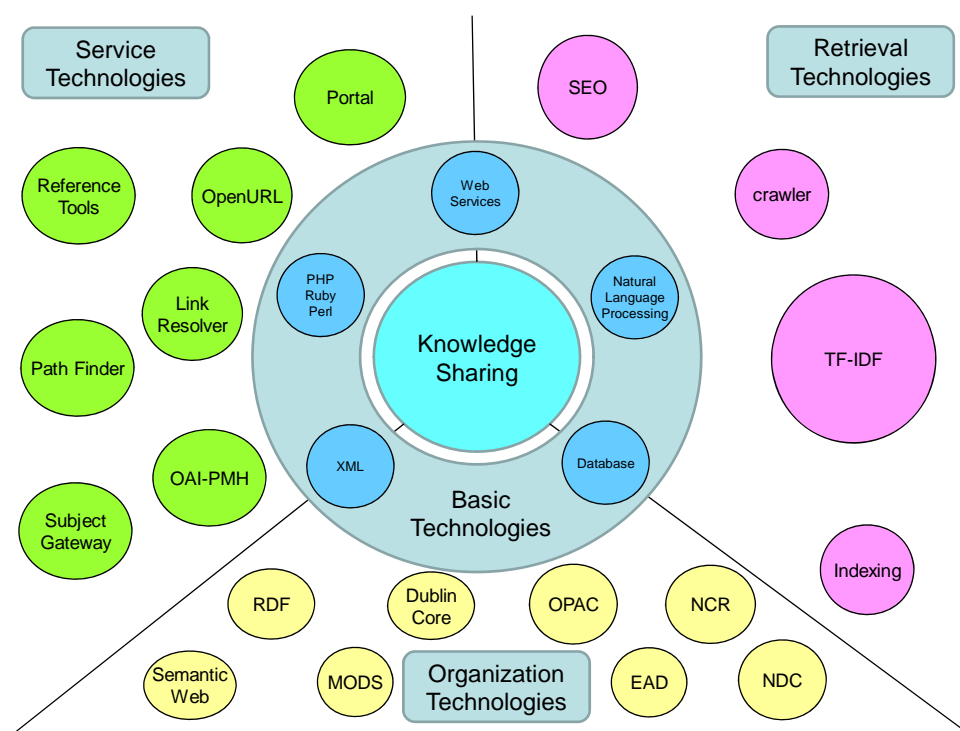 Service
Technologies
Portal
Reference
Tools
OpenURL
Link
Resolver
Path Finder
OAI-PMH
Subject
Gateway
SEO
Retrieval
Technologies
crawler
TF-IDF
Indexing
Web
Services
PHP
Ruby
Perl
Natural
Language
Processing
Knowledge
Sharing
XML
Database
Basic
Technologies
RDF
Dublin
Core
OPAC
NCR
Semantic
Web
MODS
Organization
Technologies
EAD
NDC